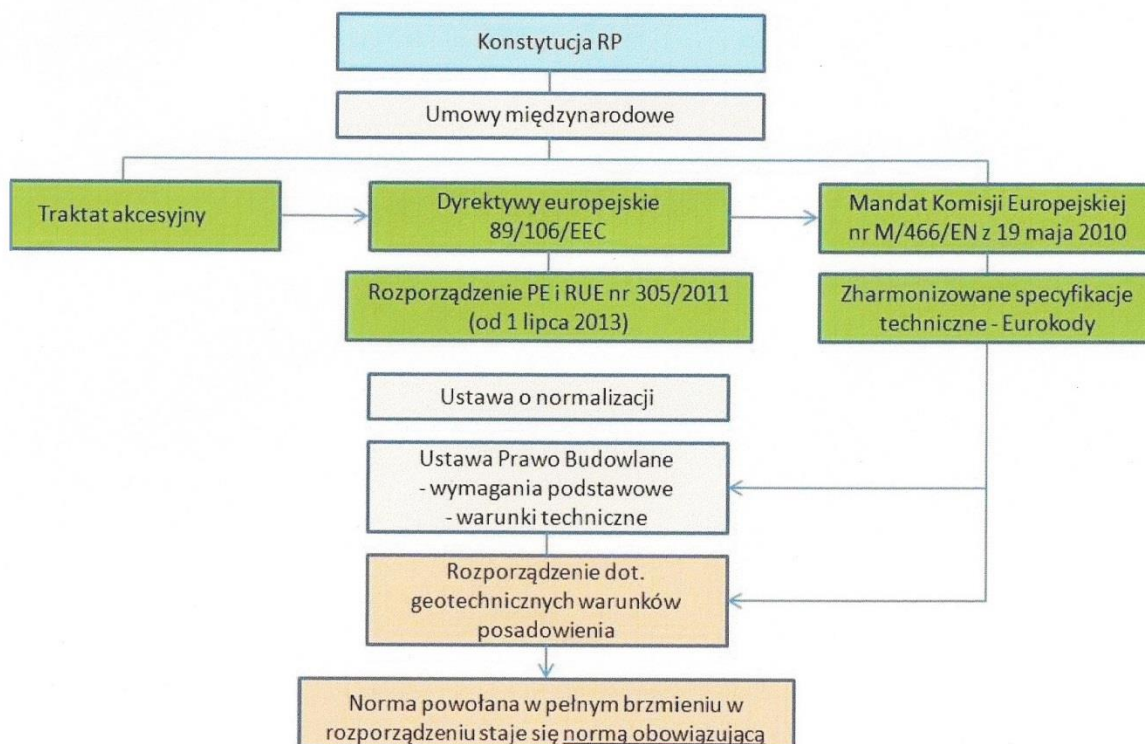 Konstytucja RP
Umowy międzynarodowe
Traktat akcesyjny
Dyrektywy europejskie
89/106/EEC
Mandat Komisji Europejskiej
nr M/466/EN z 19 maja 2010
Rozporządzenie PE i RUE nr 305/2011
(od 1 lipca 2013)
Zharmonizowane specyfikacje
techniczne - Eurokody
Ustawa o normalizacji
Ustawa Prawo Budowlane
- wymagania podstawowe
- warunki techniczne
Rozporządzenie dot.
geotechnicznych warunków
posadowienia
Norma powołana w pełnym brzmieniu w
rozporządzeniu staje się normą obowiązującą